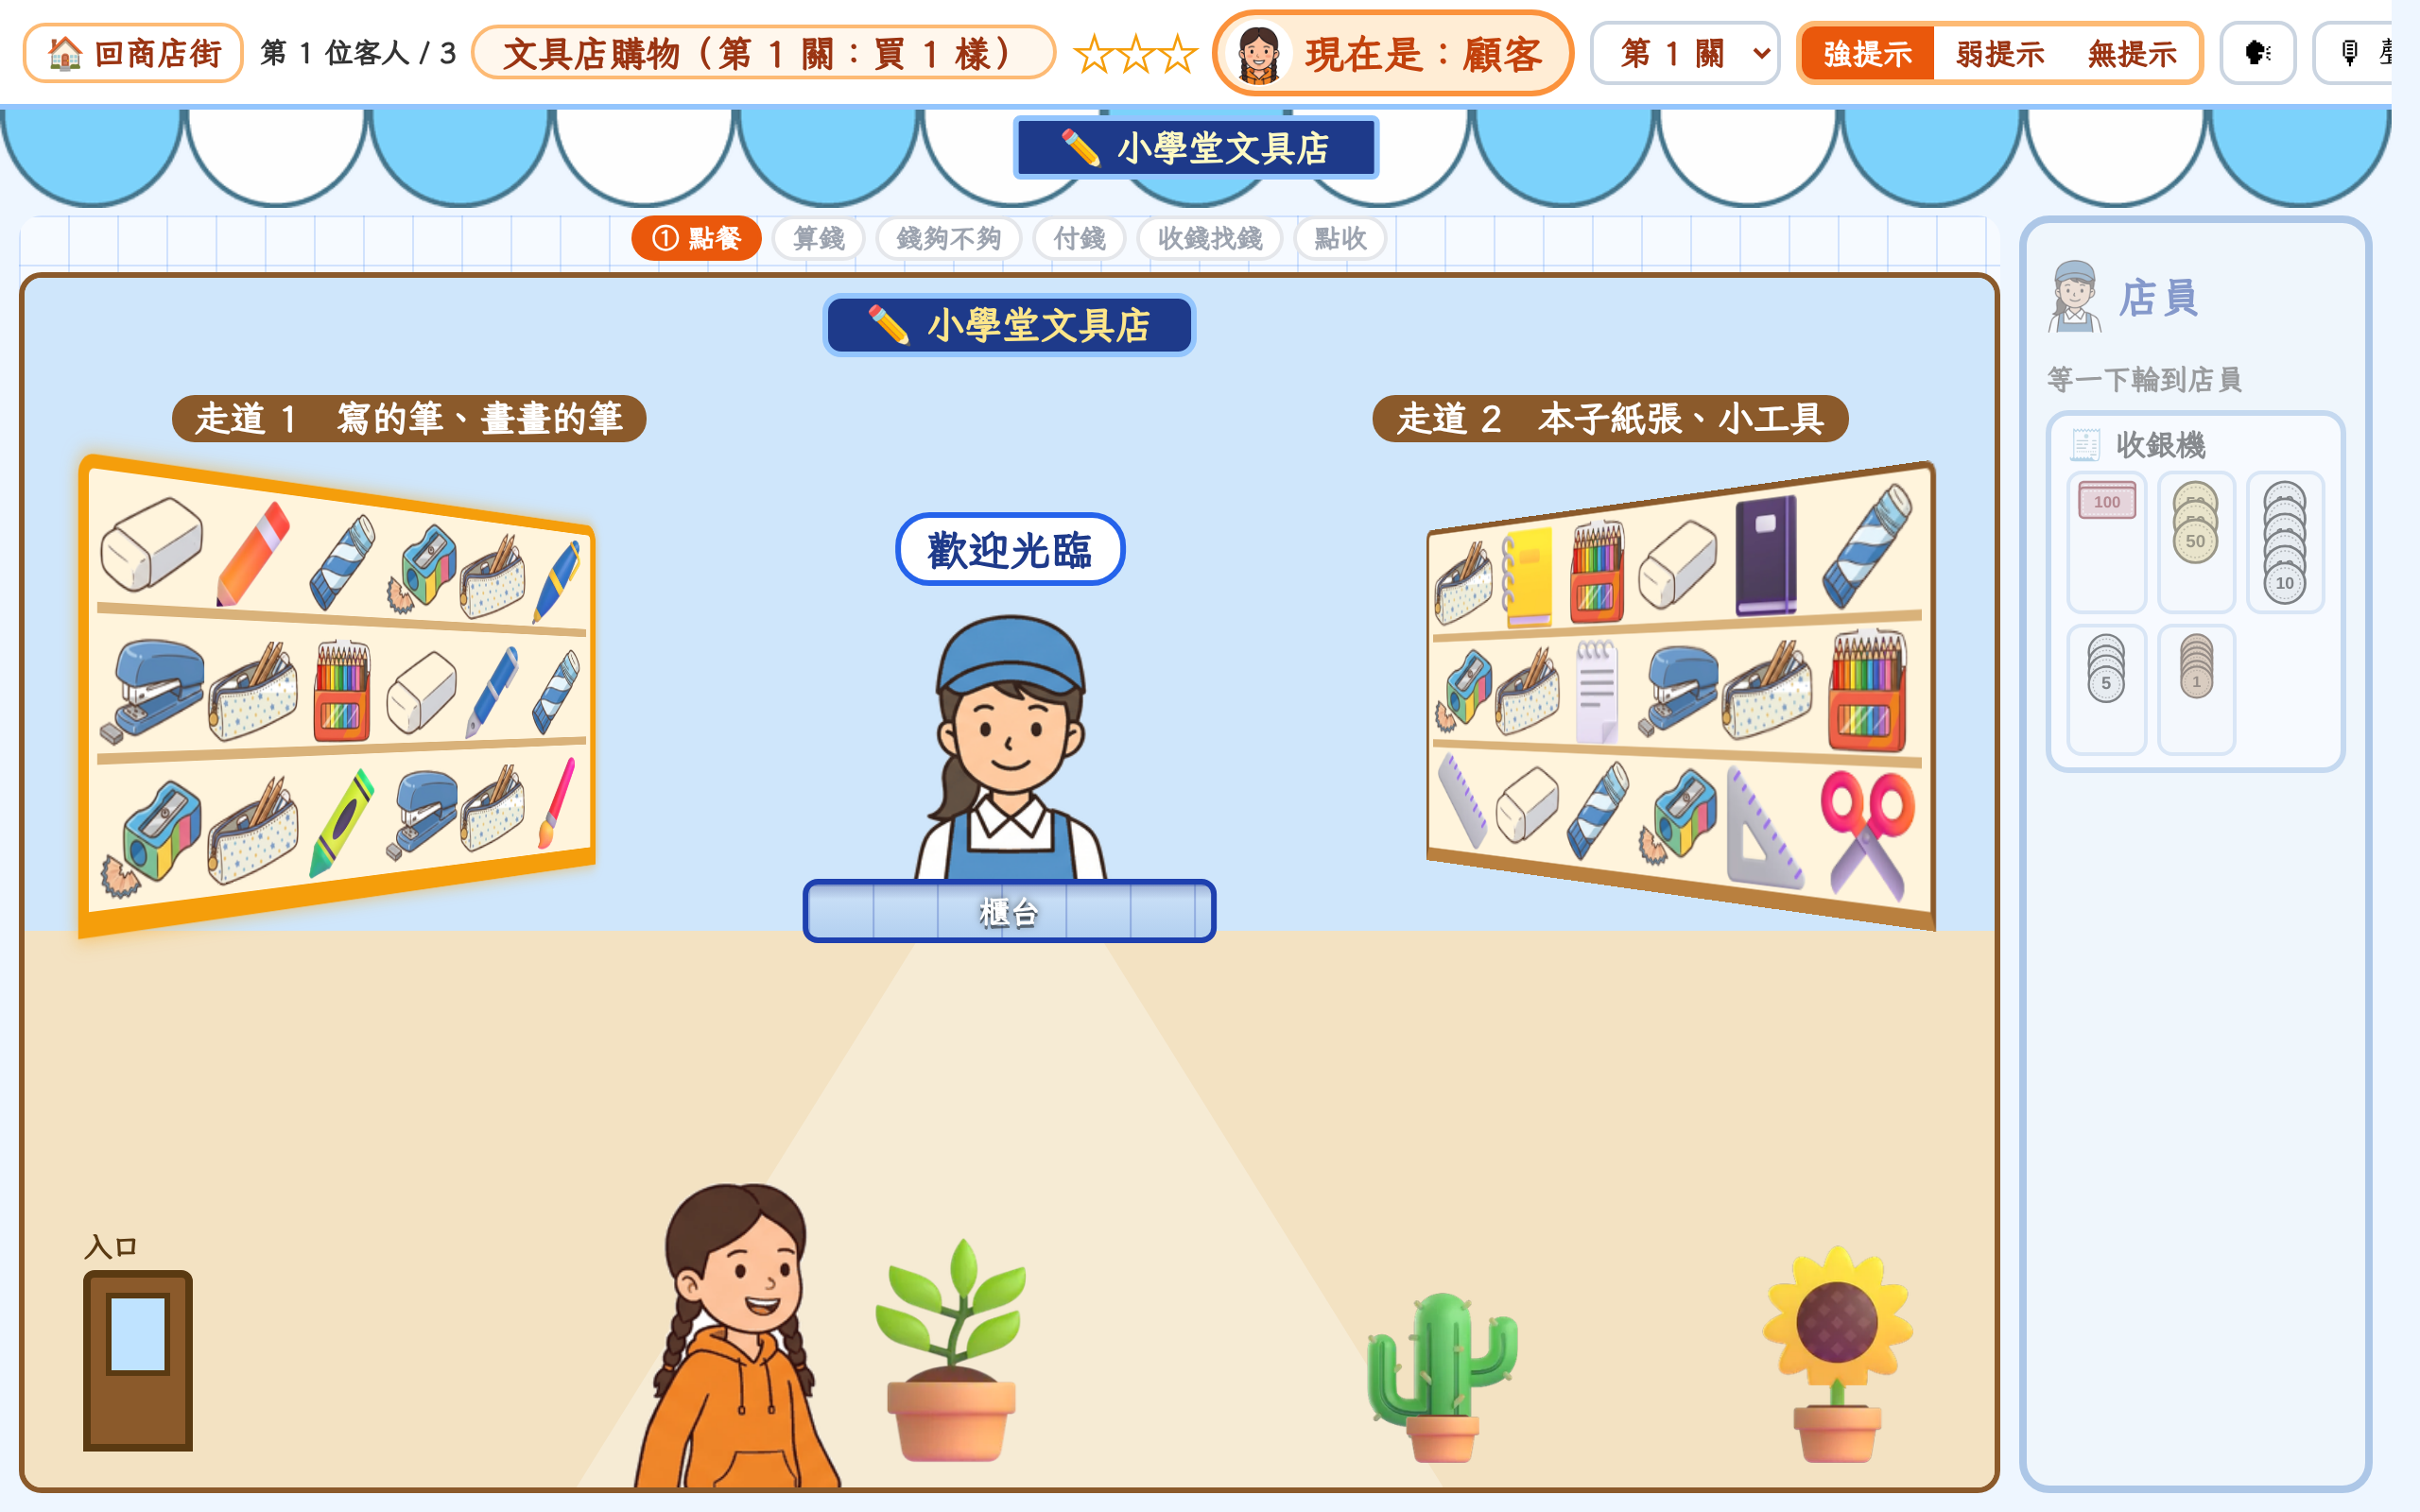 回商店街 第 1 位客人 / 3 文具店購物（第 1 關：買 1 樣） 現在是：顧客 第 1 關 強提示 弱提示 無提示
小學堂文具店
① 點餐 算錢 錢夠不夠 付錢 收錢找錢 點收
小學堂文具店
走道 1 寫的筆、畫畫的筆
走道 2 本子紙張、小工具
歡迎光臨
櫃台
入口
店員
等一下輪到店員
收銀機
100 50 10
5 1